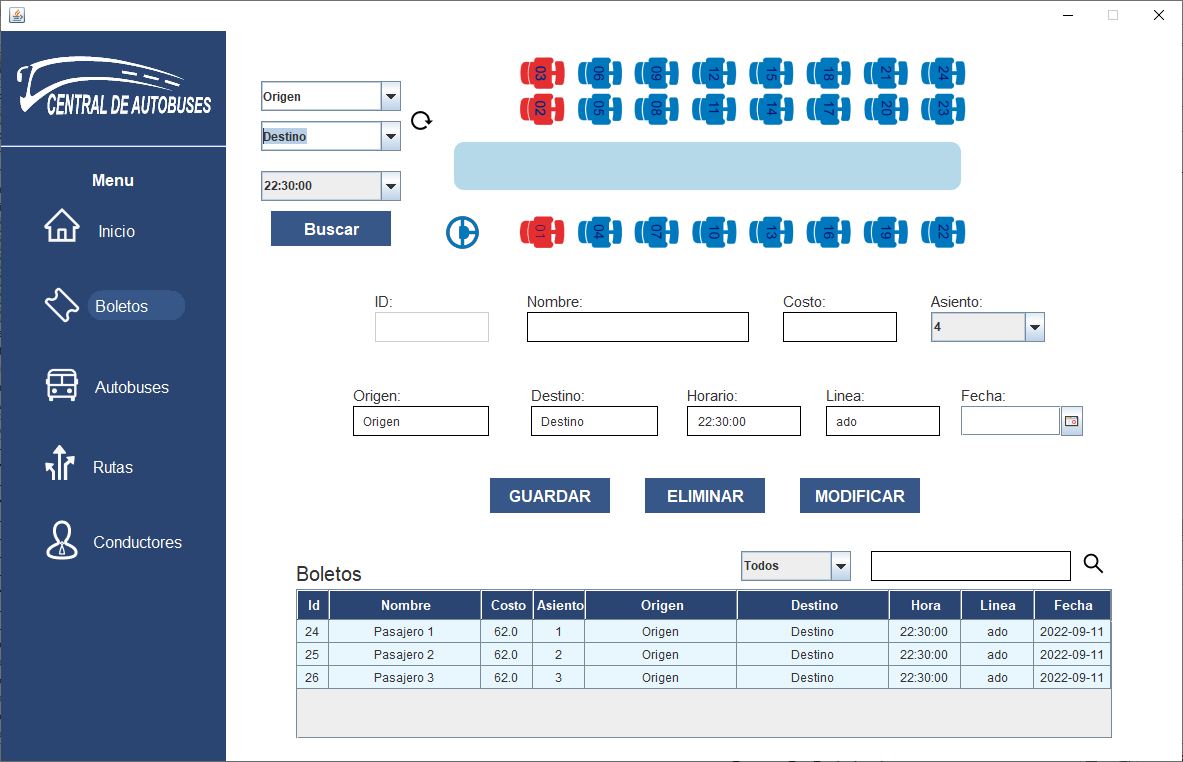 CENTRAL DE AUTOBUSES
Menu
Inicio
Boletos
Autobuses
Rutas
Conductores
Origen
Destino
22:30:00
Buscar
03 06 09 12 15 18 21 24
02 05 08 11 14 17 20 23
01 04 07 10 13 16 19 22
ID: Nombre: Costo: Asiento:
4
Origen: Destino: Horario: Linea: Fecha:
Origen Destino 22:30:00 ado
GUARDAR ELIMINAR MODIFICAR
Todos
Boletos
Id Nombre Costo Asiento Origen Destino Hora Linea Fecha
24 Pasajero 1 62.0 1 Origen Destino 22:30:00 ado 2022-09-11
25 Pasajero 2 62.0 2 Origen Destino 22:30:00 ado 2022-09-11
26 Pasajero 3 62.0 3 Origen Destino 22:30:00 ado 2022-09-11